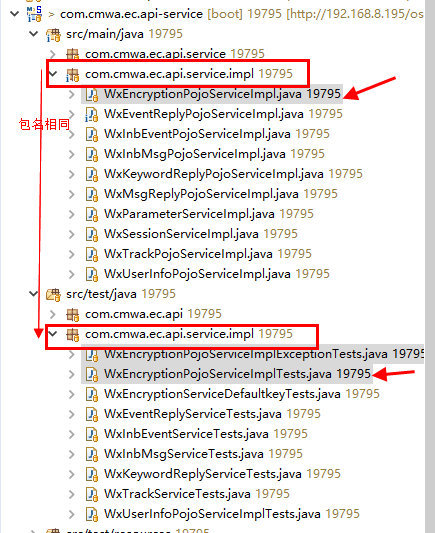 > com.cmwa.ec.api-service [boot] 19795 [http://192.168.8.195/os
src/main/java 19795
com.cmwa.ec.api.service 19795
com.cmwa.ec.api.service.impl 19795
WxEncryptionPojoServiceImpl.java 19795
WxEventReplyPojoServiceImpl.java 19795
包名相同
WxInbEventPojoServiceImpl.java 19795
WxInbMsgPojoServiceImpl.java 19795
WxKeywordReplyPojoServiceImpl.java 19795
WxMsgReplyPojoServiceImpl.java 19795
WxParameterServiceImpl.java 19795
WxSessionServiceImpl.java 19795
WxTrackPojoServiceImpl.java 19795
WxUserInfoPojoServiceImpl.java 19795
src/test/java 19795
com.cmwa.ec.api 19795
com.cmwa.ec.api.service.impl 19795
WxEncryptionPojoServiceImplExceptionTests.java 19795
WxEncryptionPojoServiceImplTests.java 19795
WxEncryptionServiceDefaultkeyTests.java 19795
WxEventReplyServiceTests.java 19795
WxInbEventServiceTests.java 19795
WxInbMsgServiceTests.java 19795
WxKeywordReplyServiceTests.java 19795
WxTrackServiceTests.java 19795
WxUserInfoPojoServiceImplTests.java 19795